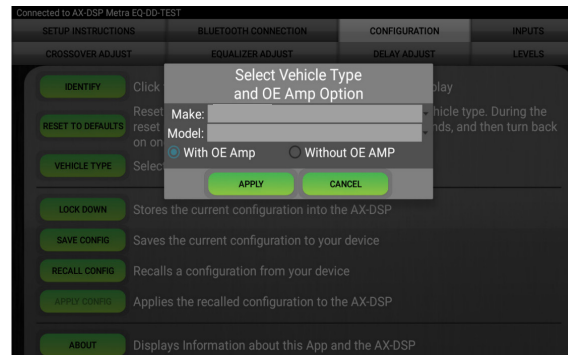 Connected to AX-DSP Metra EQ-DD-TEST
SETUP INSTRUCTIONS BLUETOOTH CONNECTION CONFIGURATION INPUTS
CROSSOVER ADJUST EQUALIZER ADJUST DELAY ADJUST LEVELS
Select Vehicle Type
and OE Amp Option
Make:
Model:
With OE Amp Without OE AMP
APPLY CANCEL
IDENTIFY Click play
RESET TO DEFAULTS Reset hicle type. During the
reset nds, and then turn back
on on
VEHICLE TYPE Select
LOCK DOWN Stores the current configuration into the AX-DSP
SAVE CONFIG Saves the current configuration to your device
RECALL CONFIG Recalls a configuration from your device
APPLY CONFIG Applies the recalled configuration to the AX-DSP
ABOUT Displays Information about this App and the AX-DSP